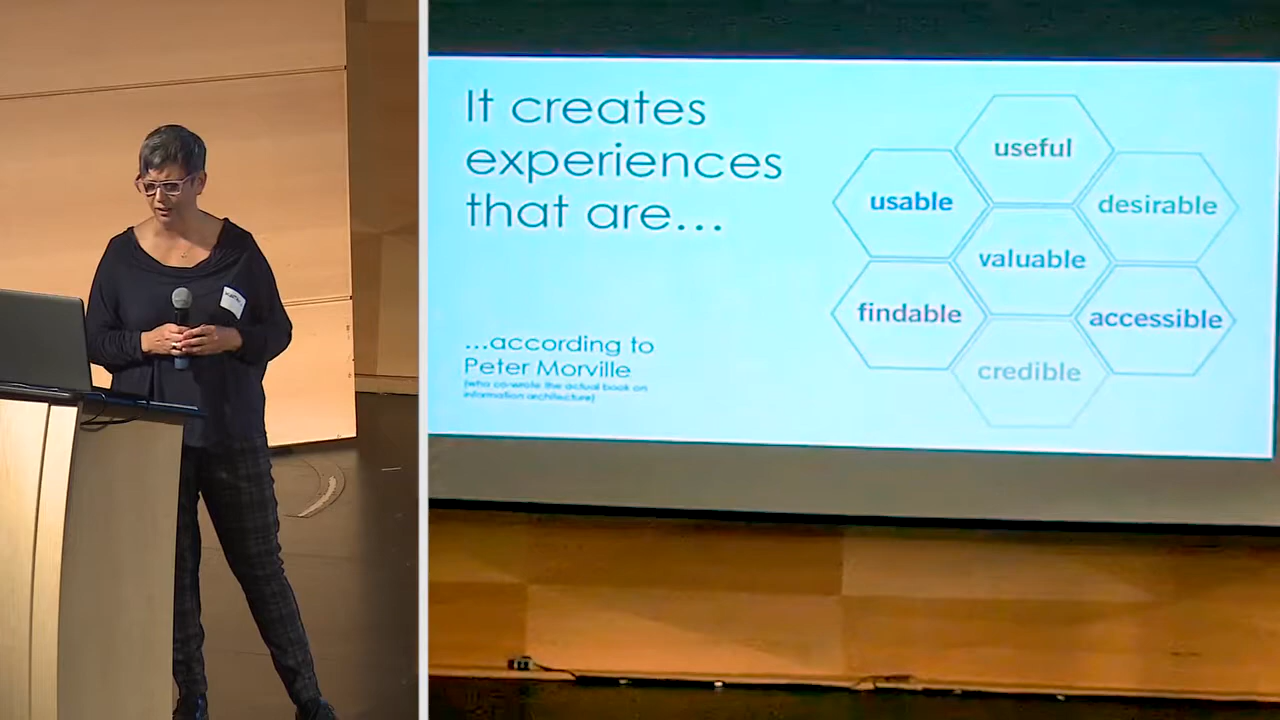 It creates
experiences
that are...
...according to
Peter Morville
(who co-wrote the actual book on
information architecture)
useful
usable
desirable
valuable
findable
accessible
credible